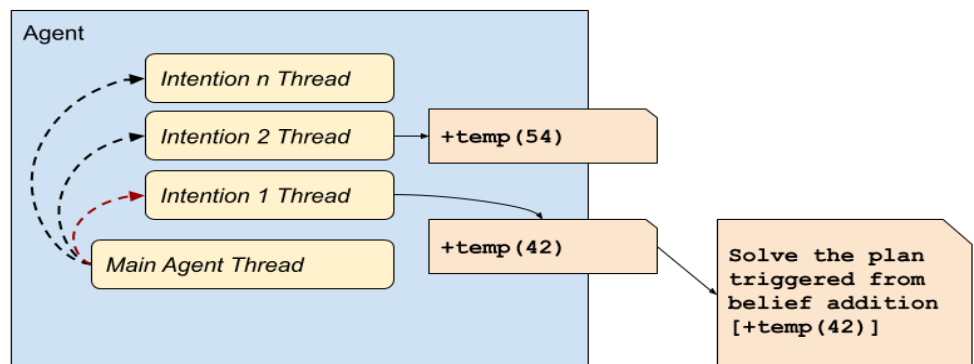 Agent
Intention n Thread
Intention 2 Thread
+temp(54)
Intention 1 Thread
+temp(42)
Main Agent Thread
Solve the plan
triggered from
belief addition
[+temp(42)]